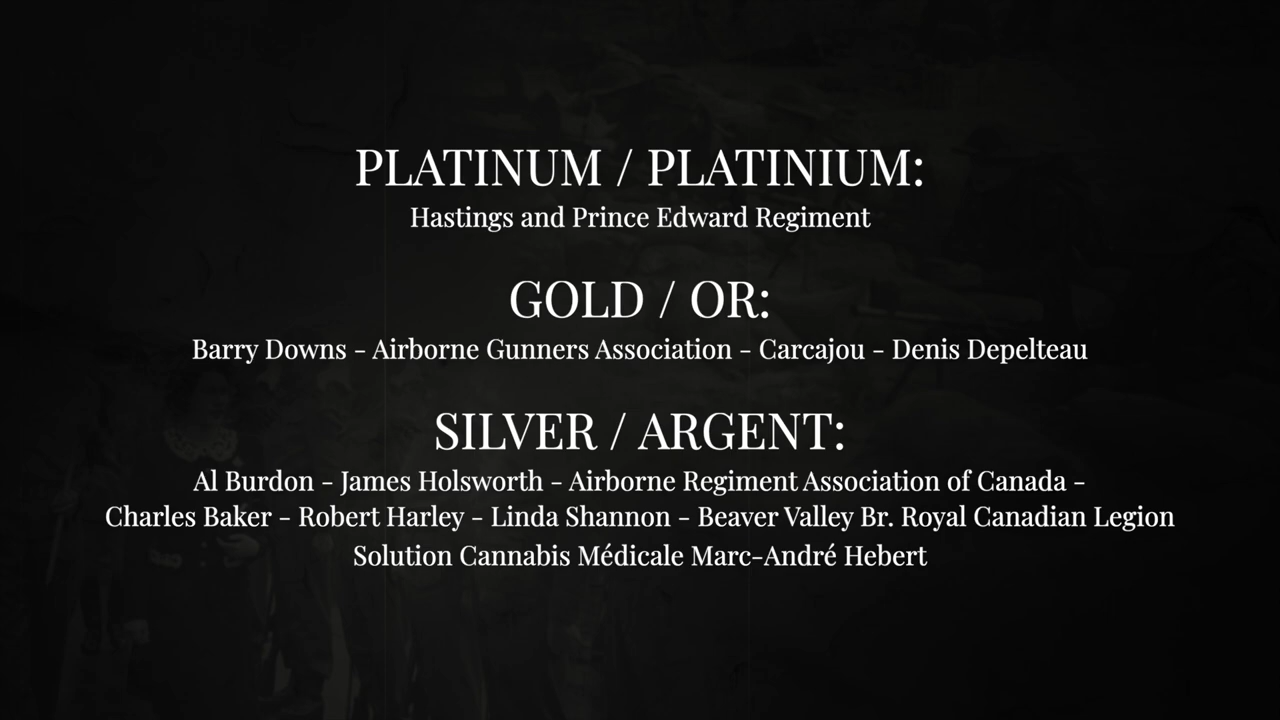 PLATINUM / PLATINIUM:
Hastings and Prince Edward Regiment
GOLD / OR:
Barry Downs - Airborne Gunners Association - Carcajou - Denis Depelteau
SILVER / ARGENT:
Al Burdon - James Holsworth - Airborne Regiment Association of Canada -
Charles Baker - Robert Harley - Linda Shannon - Beaver Valley Br. Royal Canadian Legion
Solution Cannabis Médicale Marc-André Hebert